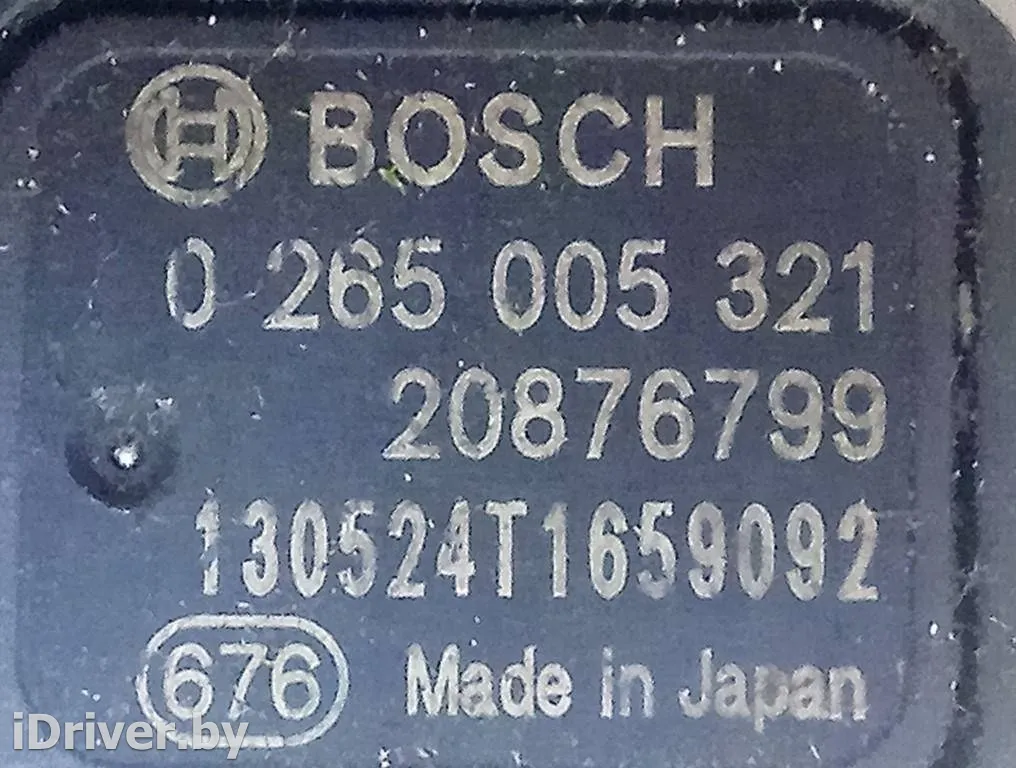 BOSCH
0 265 005 321
20876799
130524T1659092
676 Made in Japan
iDriver.by